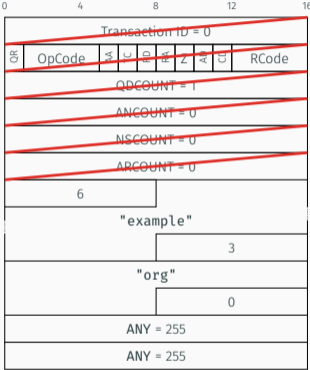 0 4 8 12 16
Transaction ID = 0
QR OpCode AA TC RD RA Z AD CD RCode
QDCOUNT = 1
ANCOUNT = 0
NSCOUNT = 0
ARCOUNT = 0
6
"example"
3
"org"
0
ANY = 255
ANY = 255